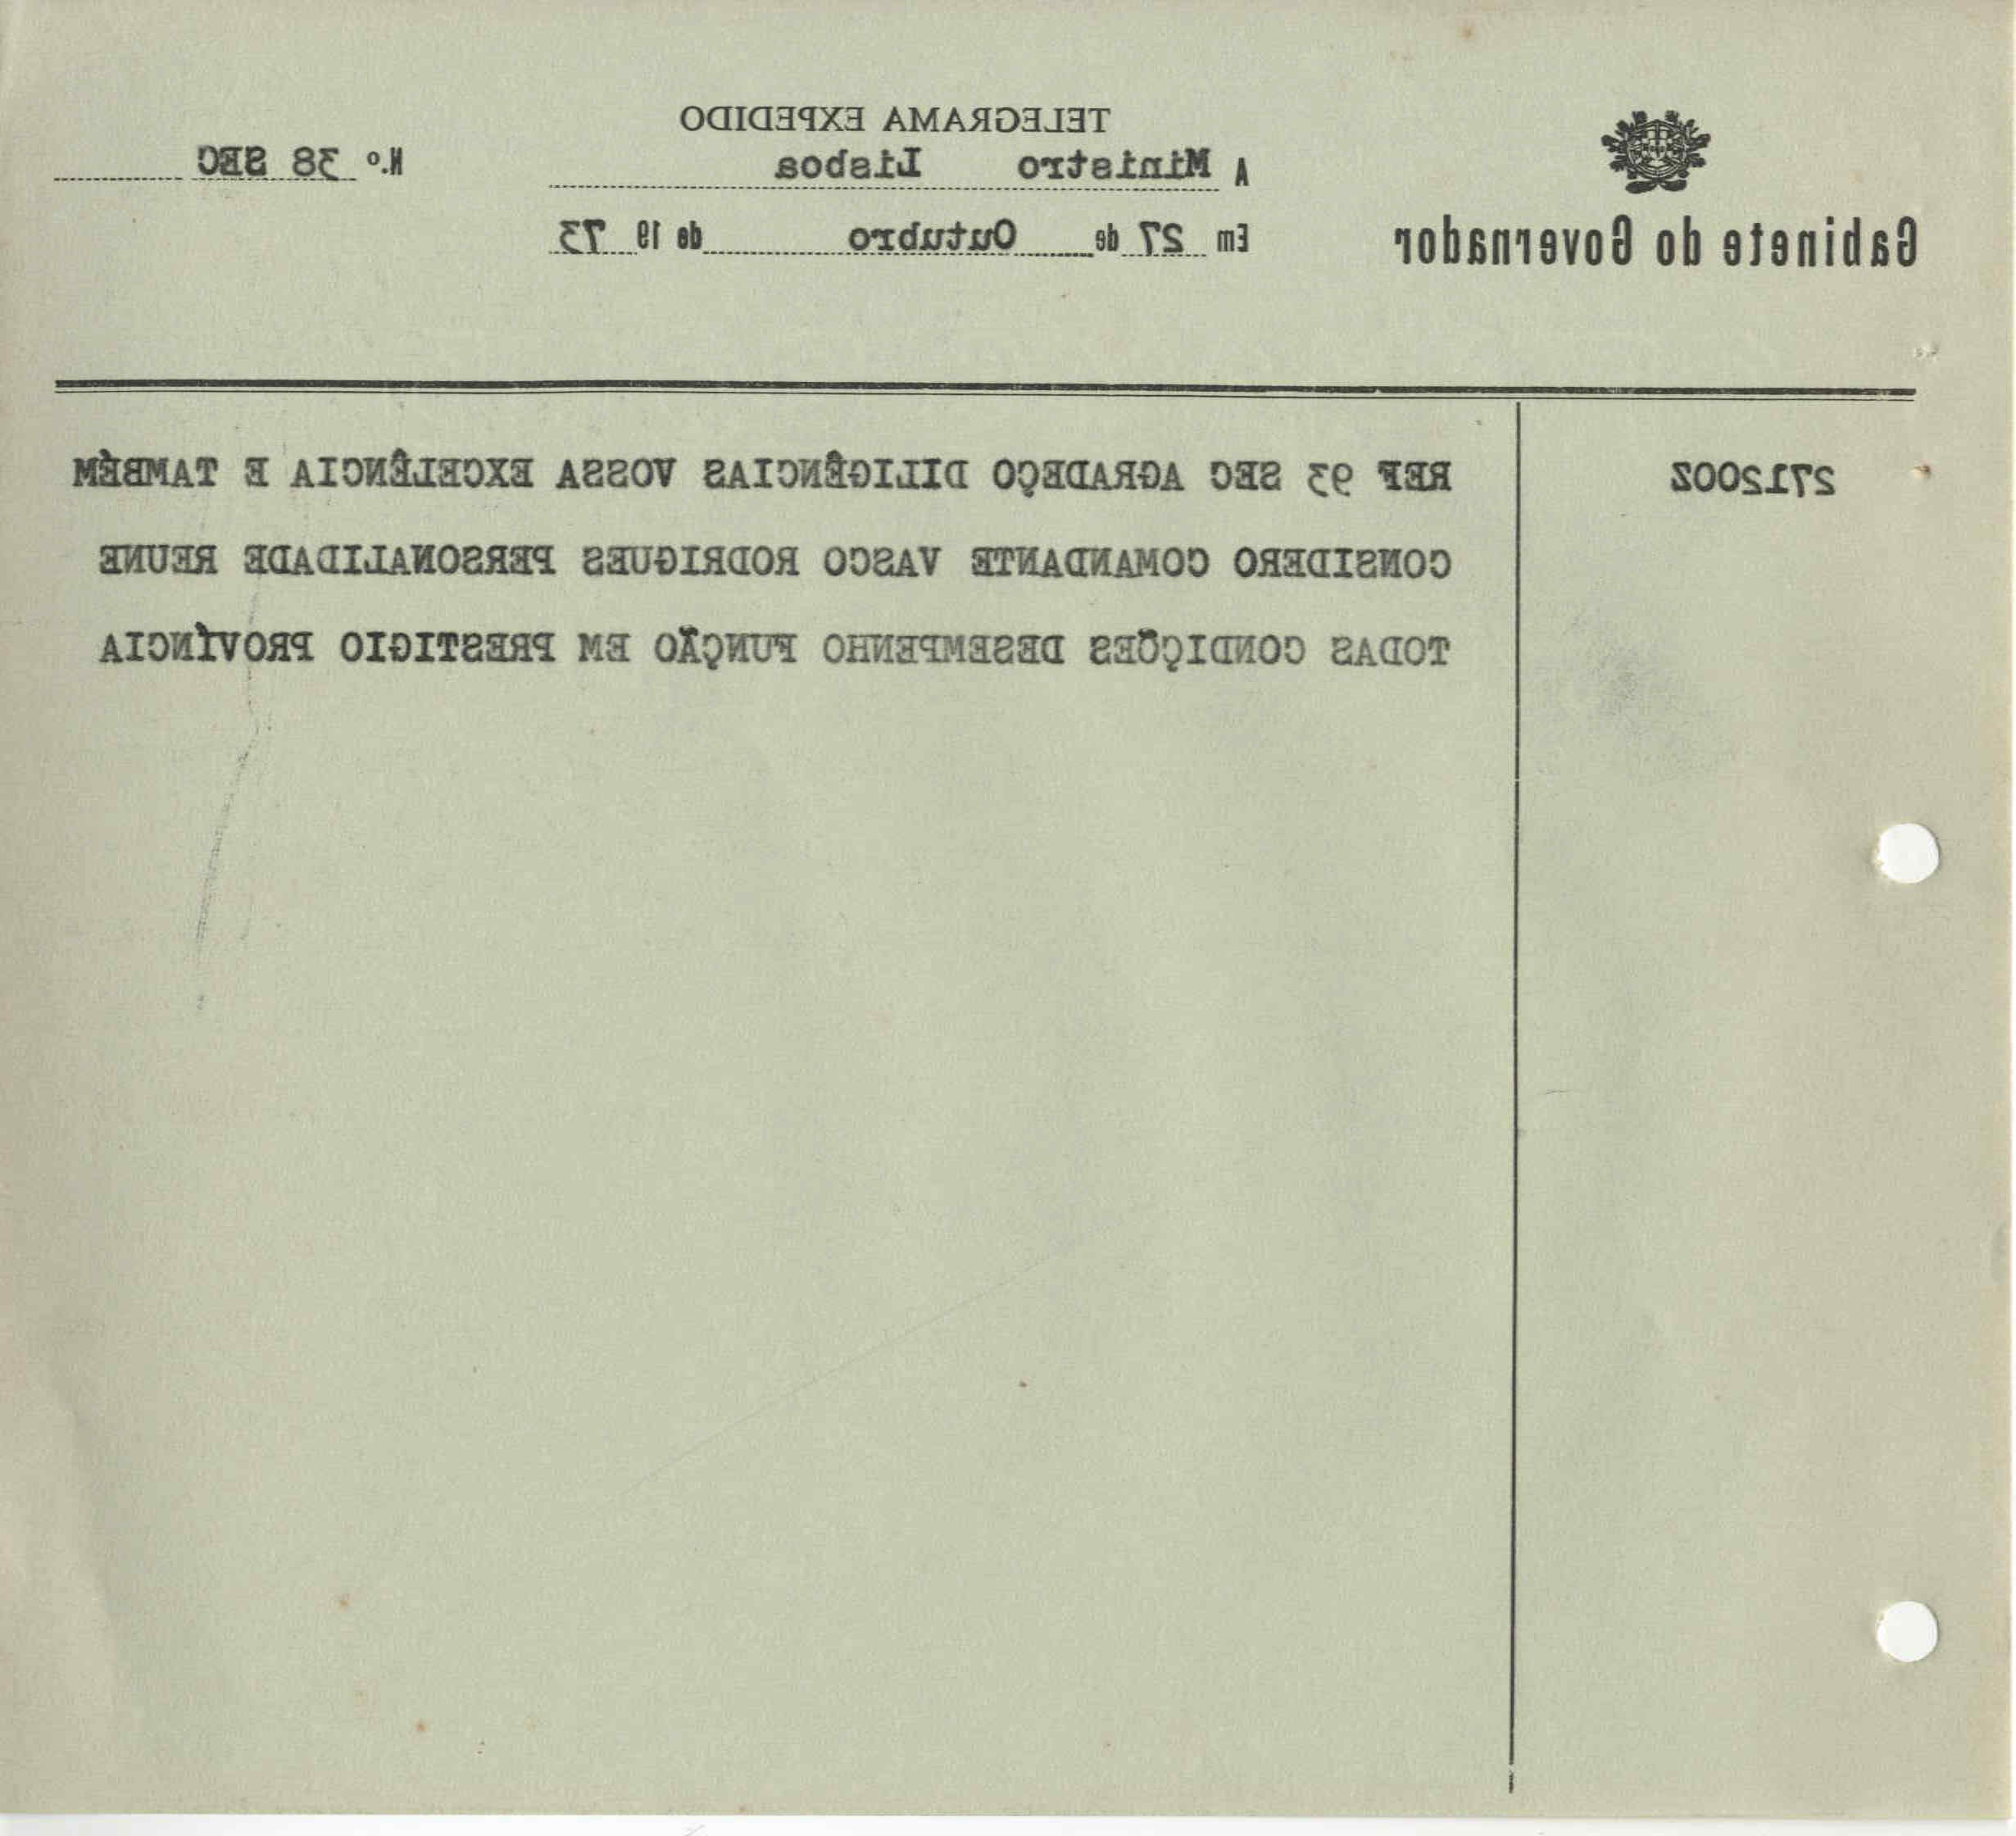 Gabinete do Governador
TELEGRAMA EXPEDIDO
A Ministro Lisboa
Em 27 de Outubro de 19 73
N.º 38 SEC
271200Z
REF 93 SEC AGRADEÇO DILIGÊNCIAS VOSSA EXCELÊNCIA E TAMBÉM
CONSIDERO COMANDANTE VASCO RODRIGUES PERSONALIDADE REUNE
TODAS CONDIÇÕES DESEMPENHO FUNÇÃO EM PRESTIGIO PROVÍNCIA